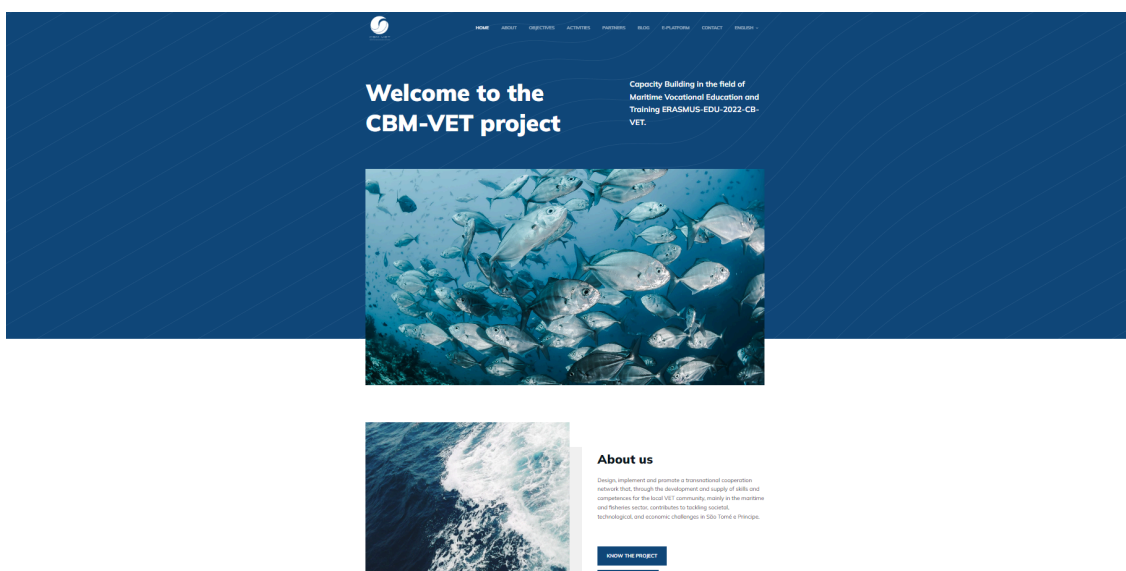 HOME ABOUT OBJECTIVES ACTIVITIES PARTNERS BLOG E-PLATFORM CONTACT ENGLISH
Welcome to the
CBM-VET project
Capacity Building in the field of
Maritime Vocational Education and
Training ERASMUS-EDU-2022-CB-
VET.
About us
Design, implement and promote a transnational cooperation
network that, through the development and supply of skills and
competences for the local VET community, mainly in the maritime
and fisheries sector, contributes to tackling societal,
technological, and economic challenges in São Tomé e Príncipe.
KNOW THE PROJECT